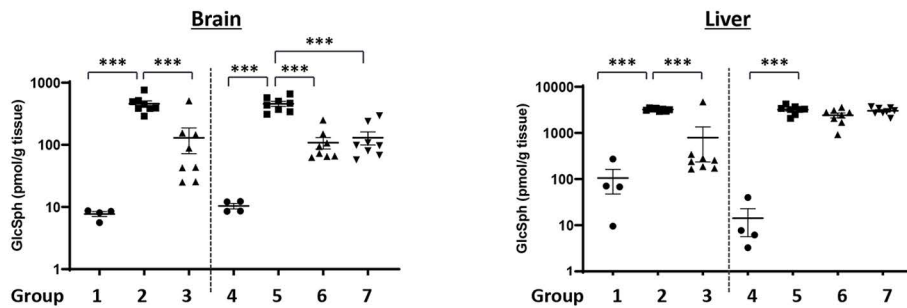 Brain
***
*** *** *** ***
GlcSph (pmol/g tissue)
1000
100
10
1
Group 1 2 3 4 5 6 7
Liver
*** *** ***
GlcSph (pmol/g tissue)
10000
1000
100
10
1
Group 1 2 3 4 5 6 7